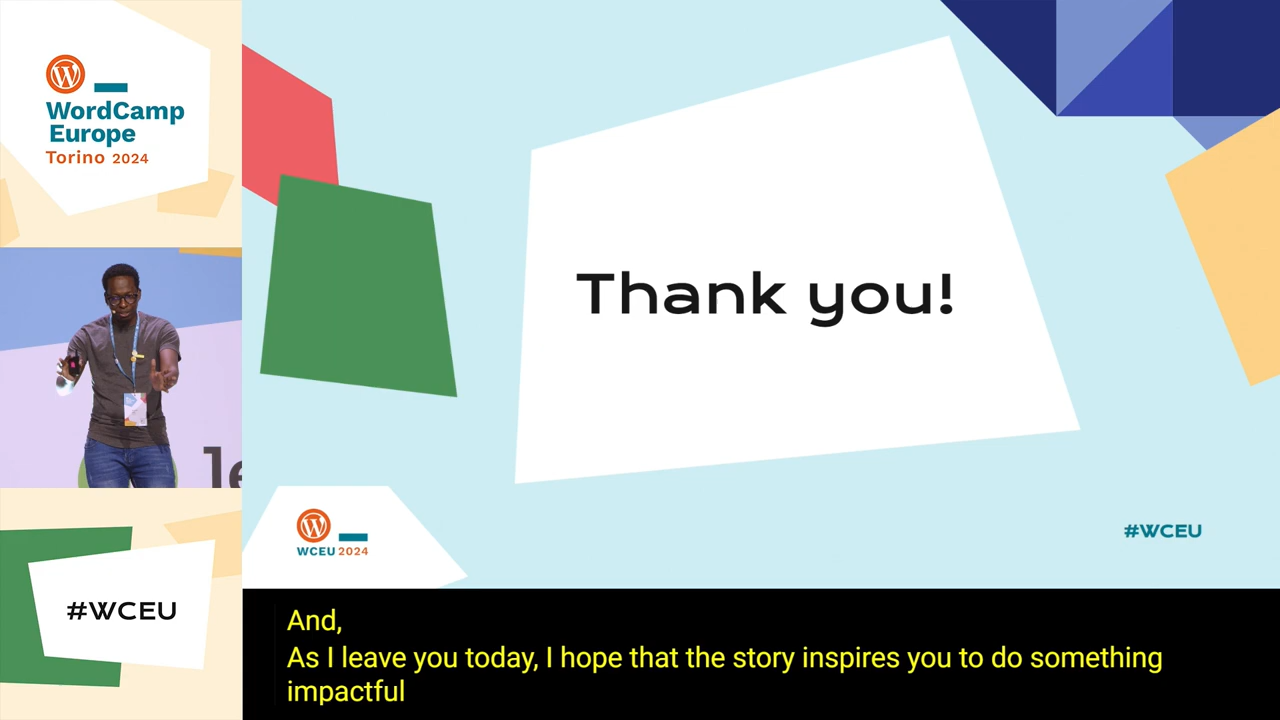 WordCamp
Europe
Torino 2024
Thank you!
le
#WCEU
WCEU 2024
#WCEU
And,
As I leave you today, I hope that the story inspires you to do something
impactful